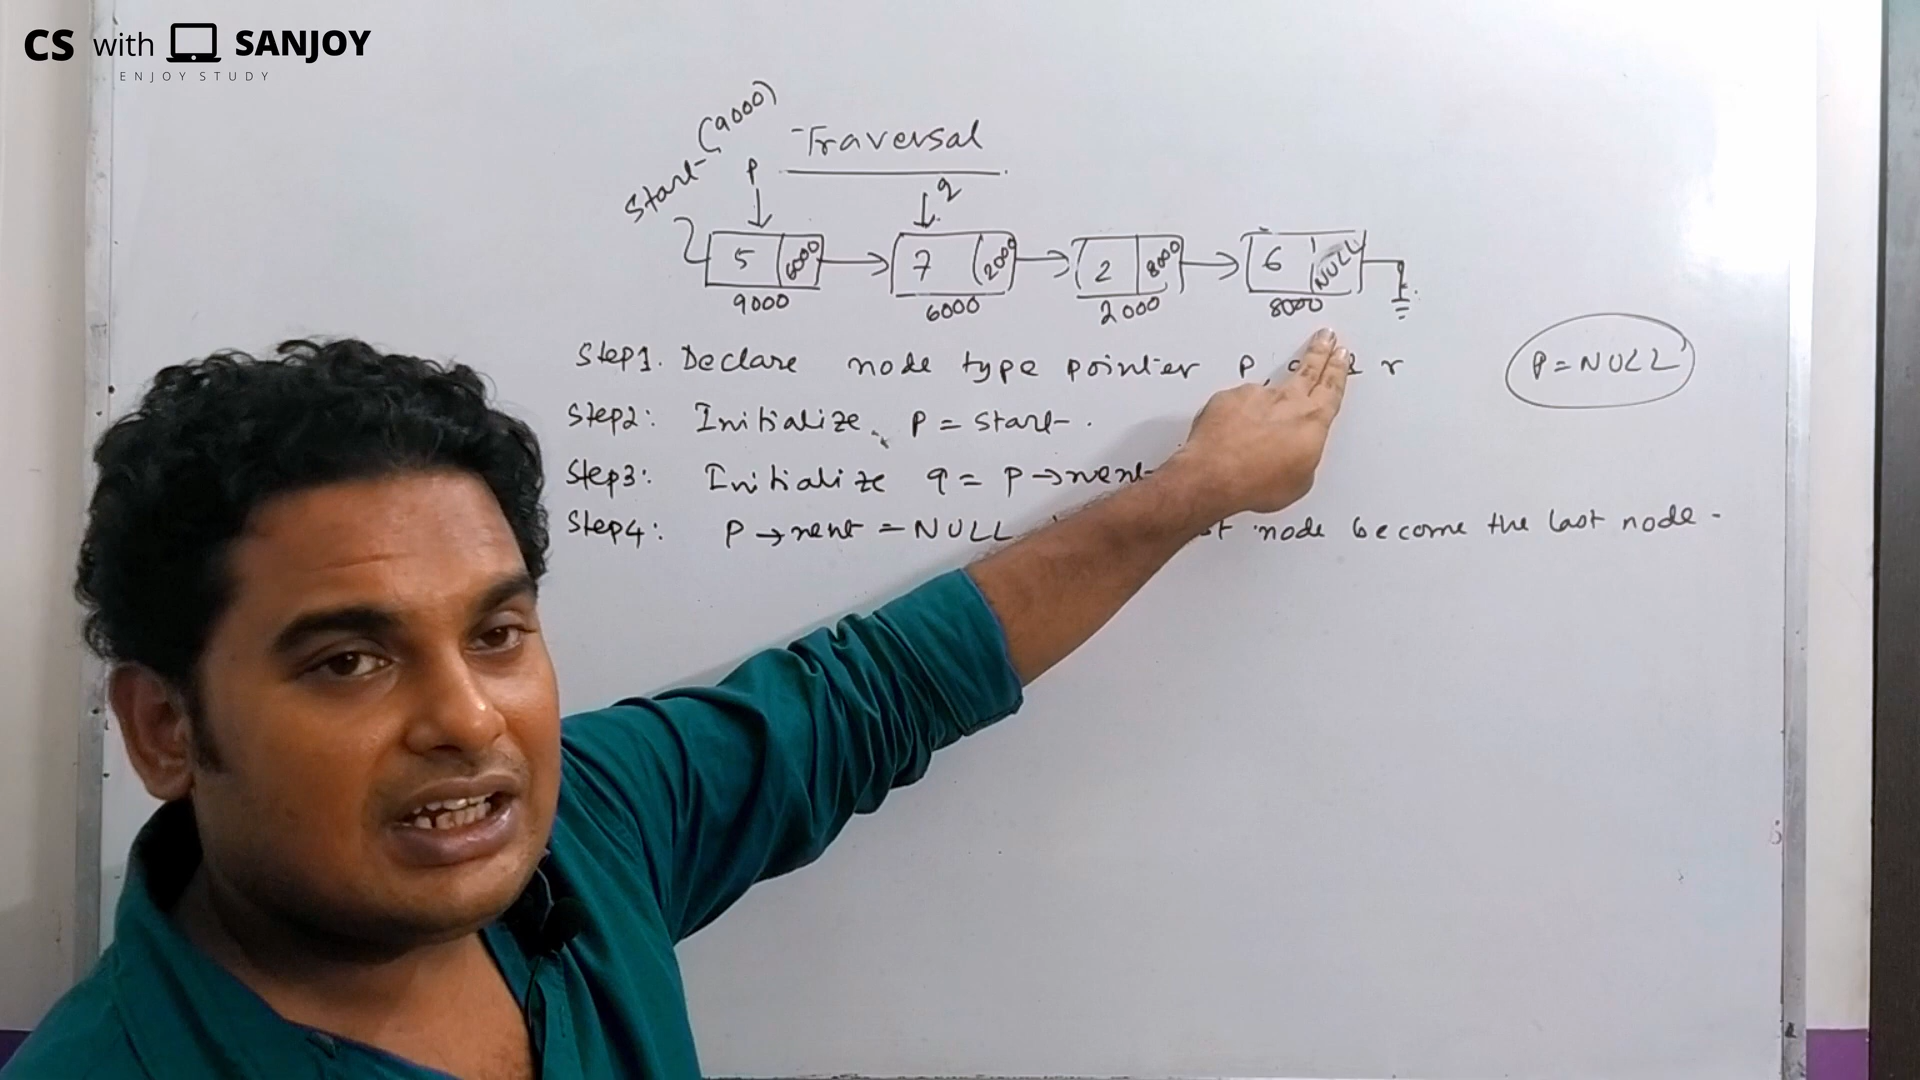 CS with SANJOY
ENJOY STUDY
Start (9000)
Traversal
P
q
5 6000
7 2000
2 8000
6 NULL
9000
6000
2000
8000
Step1. Declare node type pointer P, r
P = NULL
Step2: Initialize P = Start.
Step3: Initialize q = P→next
Step4: P→next = NULL node become the last node.